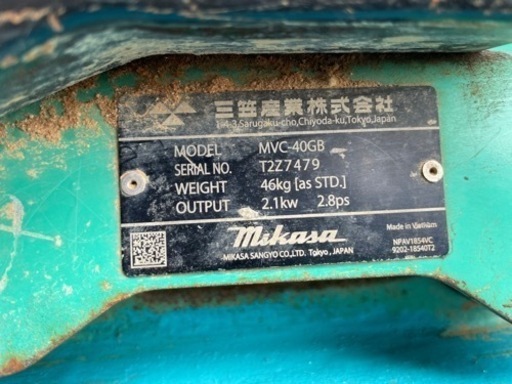 三笠産業株式会社
1-4-3,Sarugaku-cho,Chiyoda-ku,Tokyo,Japan
MODEL MVC-40GB
SERIAL NO. T2Z7479
WEIGHT 46kg [as STD.]
OUTPUT 2.1kw 2.8ps
Mikasa
MIKASA SANGYO CO.,LTD. Tokyo, JAPAN
Made in Vietnam
NPAV1854VC
9202-18540T2